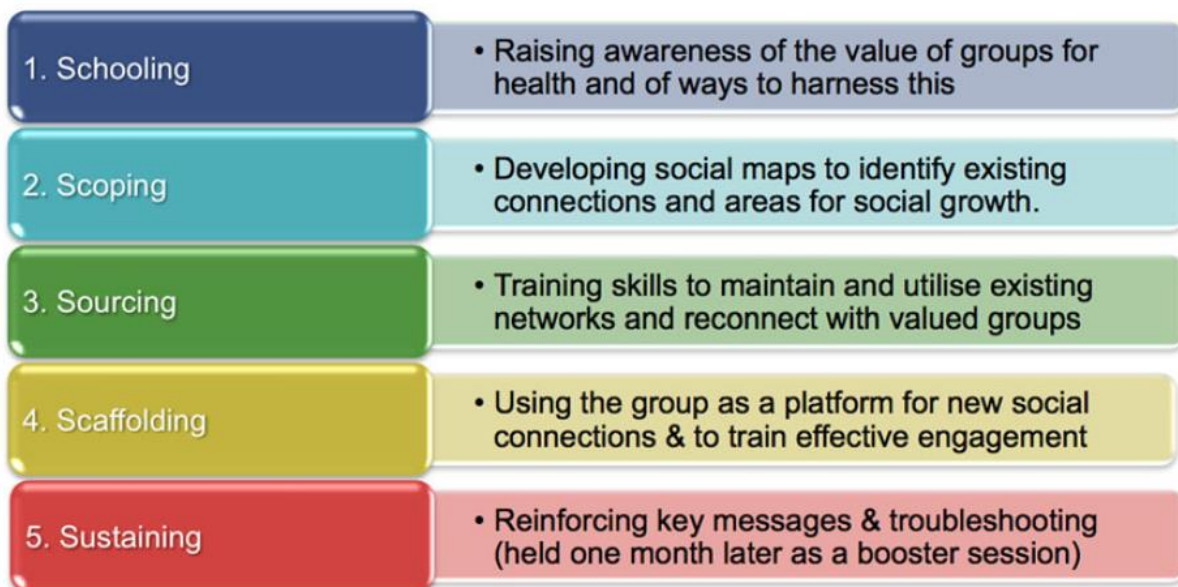 1. Schooling
• Raising awareness of the value of groups for
health and of ways to harness this
2. Scoping
• Developing social maps to identify existing
connections and areas for social growth.
3. Sourcing
• Training skills to maintain and utilise existing
networks and reconnect with valued groups
4. Scaffolding
• Using the group as a platform for new social
connections & to train effective engagement
5. Sustaining
• Reinforcing key messages & troubleshooting
(held one month later as a booster session)